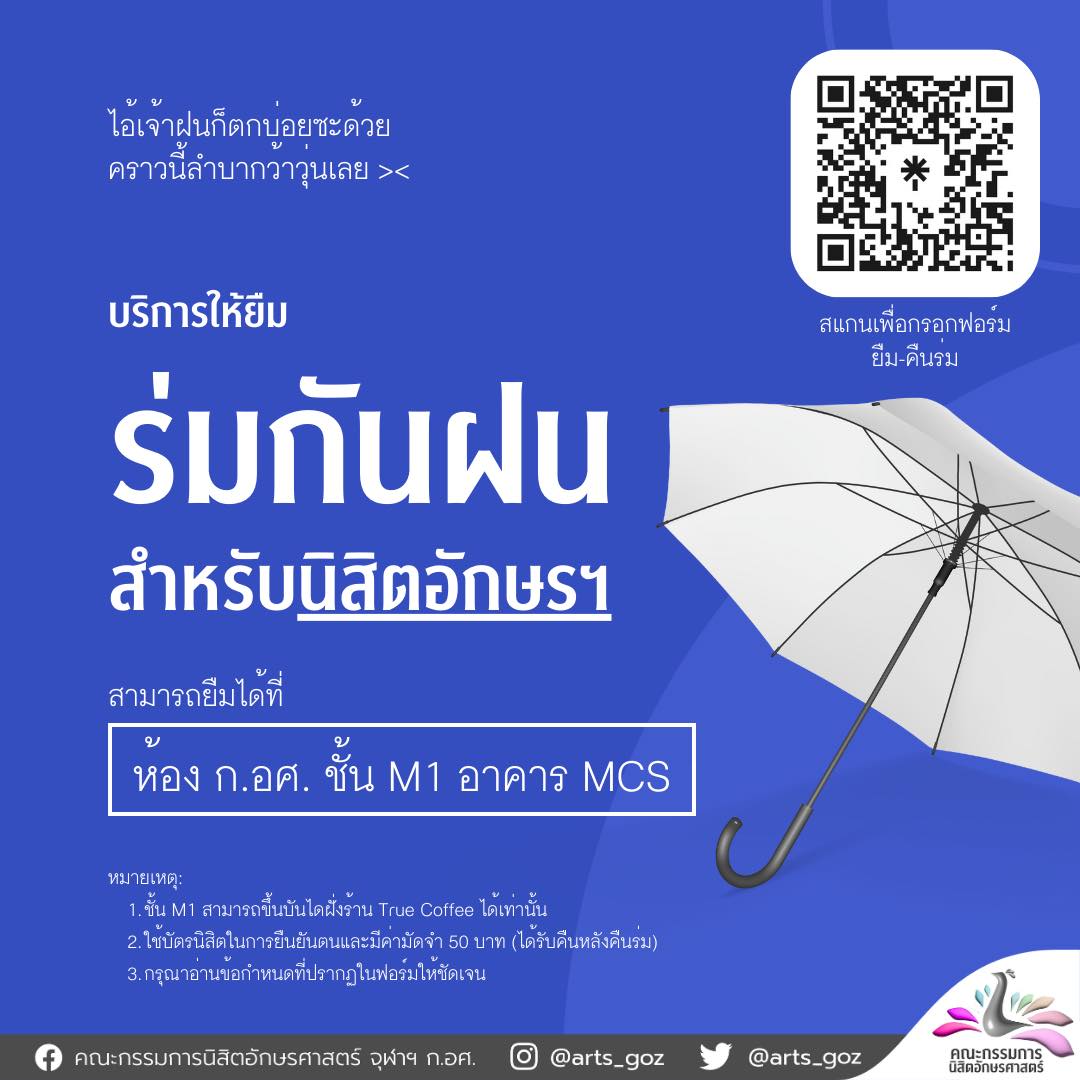 ไอ้เจ้าฝนก็ตกบ่อยซะด้วย
คราวนี้ลำบากว้าวุ่นเลย ><
สแกนเพื่อกรอกฟอร์ม
ยืม-คืนร่ม
บริการให้ยืม
ร่มกันฝน
สำหรับนิสิตอักษรฯ
สามารถยืมได้ที่
ห้อง ก.อศ. ชั้น M1 อาคาร MCS
หมายเหตุ:
1. ชั้น M1 สามารถขึ้นบันไดฝั่งร้าน True Coffee ได้เท่านั้น
2. ใช้บัตรนิสิตในการยืนยันตนและมีค่ามัดจำ 50 บาท (ได้รับคืนหลังคืนร่ม)
3. กรุณาอ่านข้อกำหนดที่ปรากฏในฟอร์มให้ชัดเจน
คณะกรรมการนิสิตอักษรศาสตร์ จุฬาฯ ก.อศ. @arts_goz @arts_goz
คณะกรรมการ
นิสิตอักษรศาสตร์